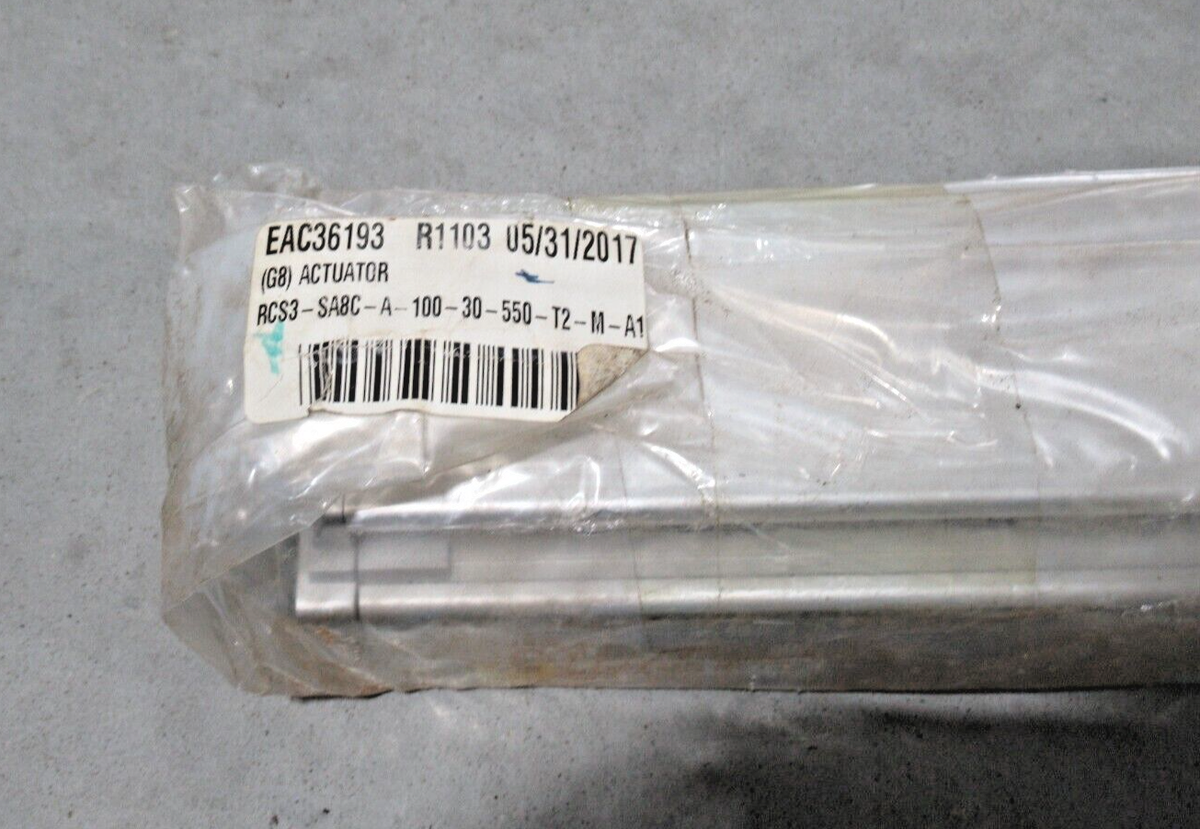 EAC36193 R1103 05/31/2017
(G8) ACTUATOR
RCS3-SA8C-A-100-30-550-T2-M-A1